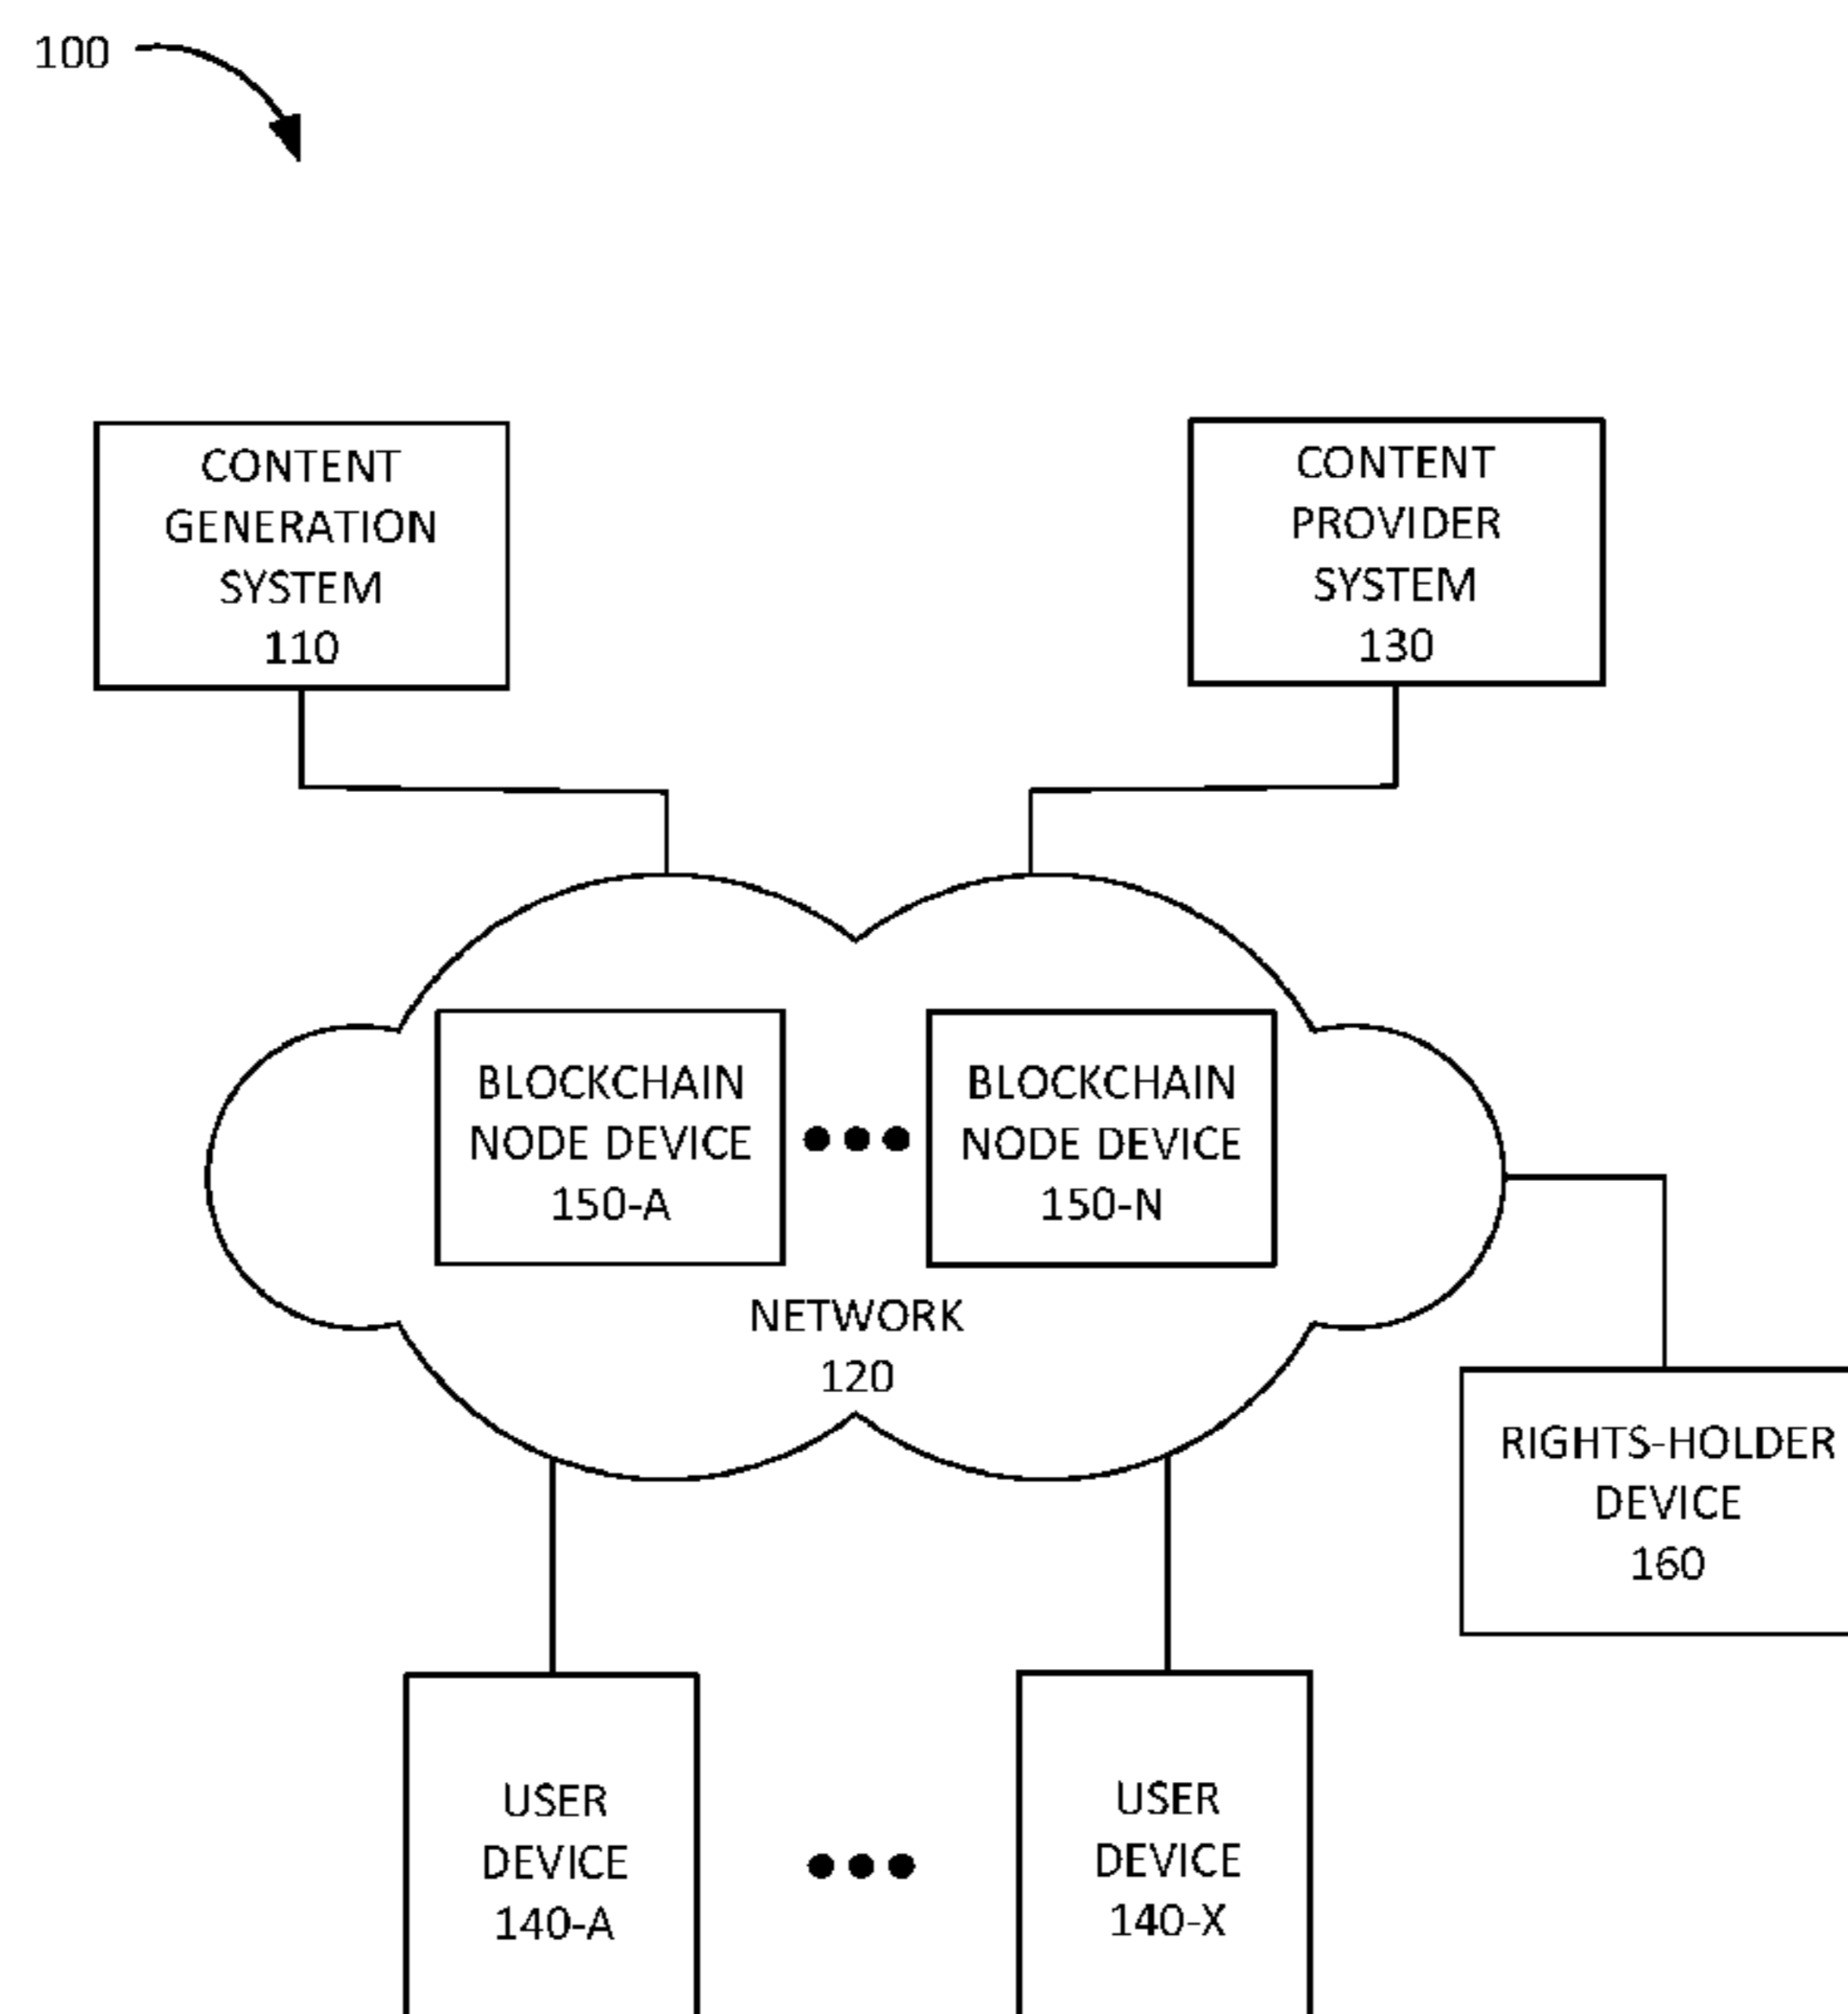 100
CONTENT
GENERATION
SYSTEM
110
CONTENT
PROVIDER
SYSTEM
130
BLOCKCHAIN
NODE DEVICE
150-A
BLOCKCHAIN
NODE DEVICE
150-N
NETWORK
120
RIGHTS-HOLDER
DEVICE
160
USER
DEVICE
140-A
USER
DEVICE
140-X